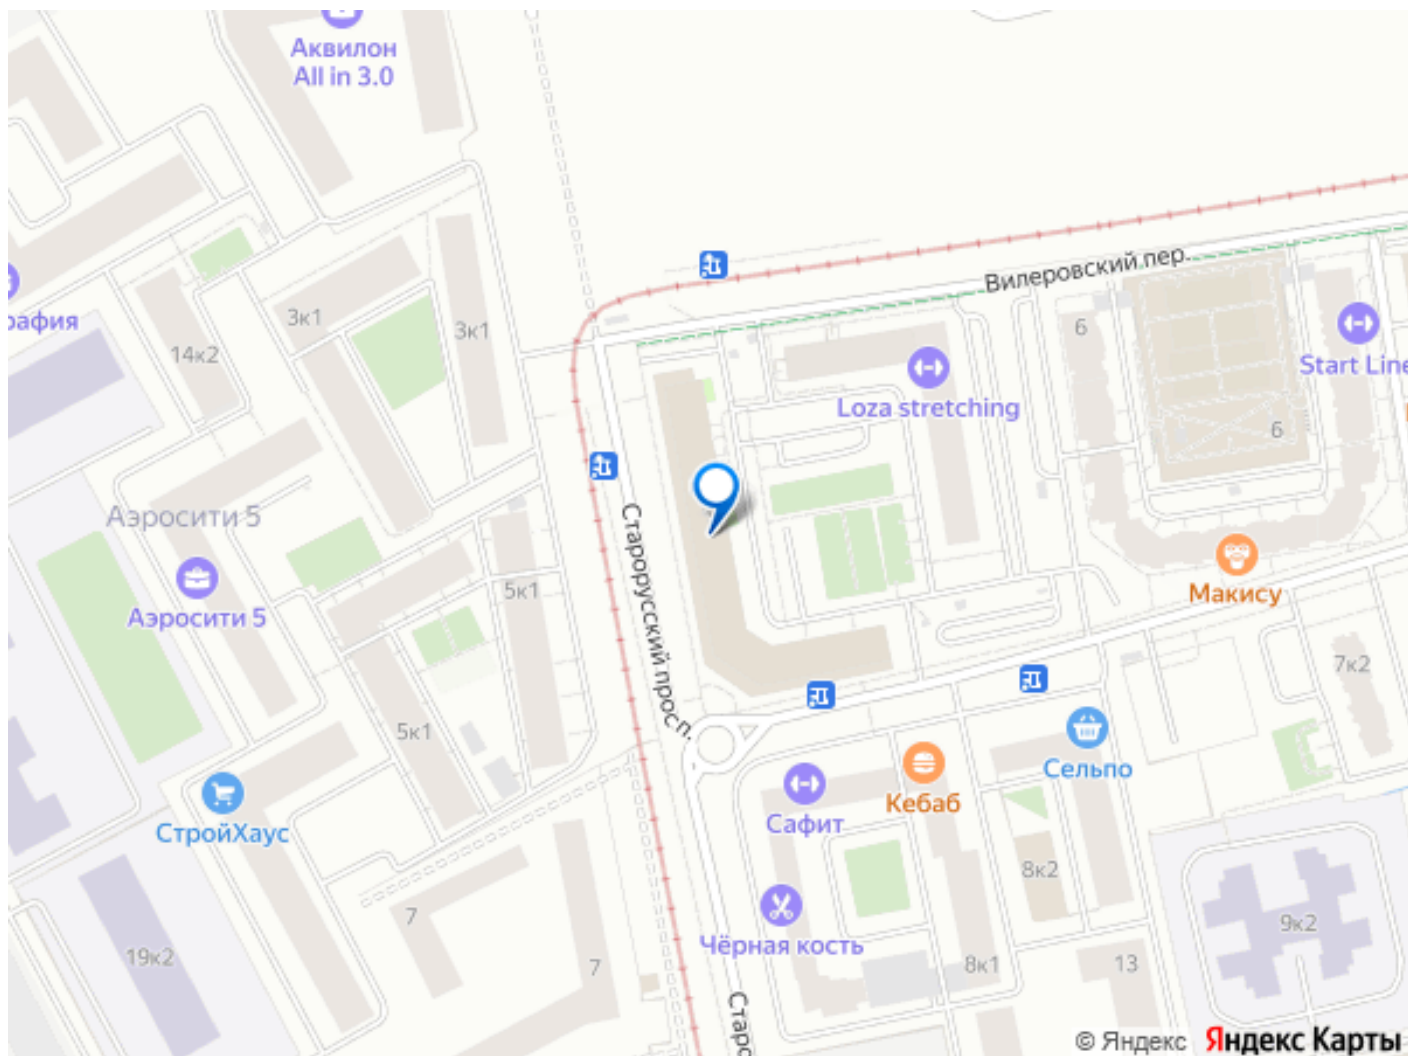 Аквилон
All in 3.0
Вилеровский пер.
3к1
3к1
рафия
14к2
6
Start Line
Loza stretching
6
Аэросити 5
Старорусский просп.
5к1
Аэросити 5
Макису
7к2
5к1
Сельпо
Кебаб
СтройХаус
Сафит
8к2
7
9к2
Чёрная кость
19к2
7
8к1
13
Старо
© Яндекс Яндекс Карты